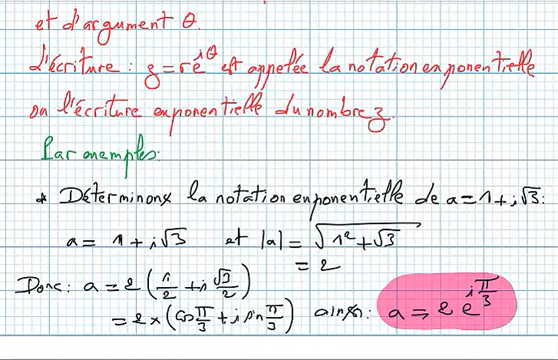 et d'argument θ
L'écriture : z = re^{iθ} est appelée la notation exponentielle
ou l'écriture exponentielle du nombre z.
Par exemples:
* Déterminons la notation exponentielle de a = 1 + i√3:
a = 1 + i√3 et |a| = √(1² + √3)
= 2
Donc: a = 2(1/2 + i √3/2)
= 2 × (cos π/3 + i sin π/3) ainsi: a = 2 e^{i π/3}